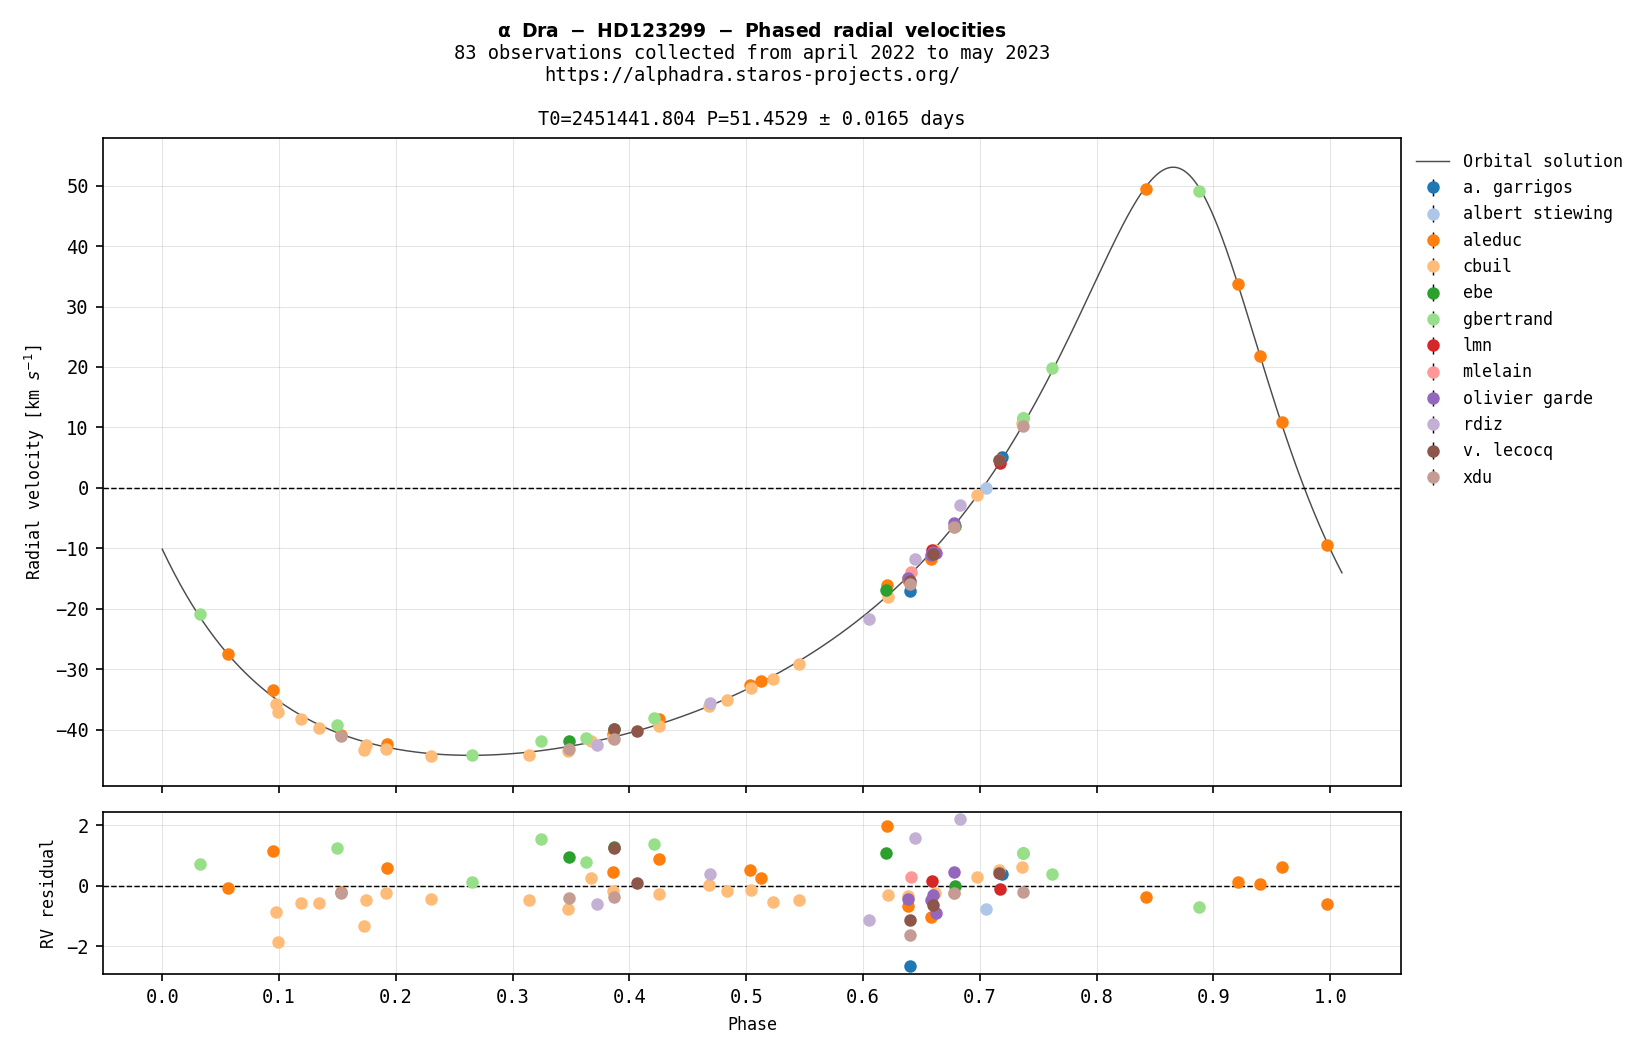 α Dra − HD123299 − Phased radial velocities
83 observations collected from april 2022 to may 2023
https://alphadra.staros-projects.org/
T0=2451441.804 P=51.4529 ± 0.0165 days
Radial velocity [km s⁻¹]
50
40
30
20
10
0
−10
−20
−30
−40
Orbital solution
a. garrigos
albert stiewing
aleduc
cbuil
ebe
gbertrand
lmn
mlelain
olivier garde
rdiz
v. lecocq
xdu
RV residual
2
0
−2
0.0 0.1 0.2 0.3 0.4 0.5 0.6 0.7 0.8 0.9 1.0
Phase